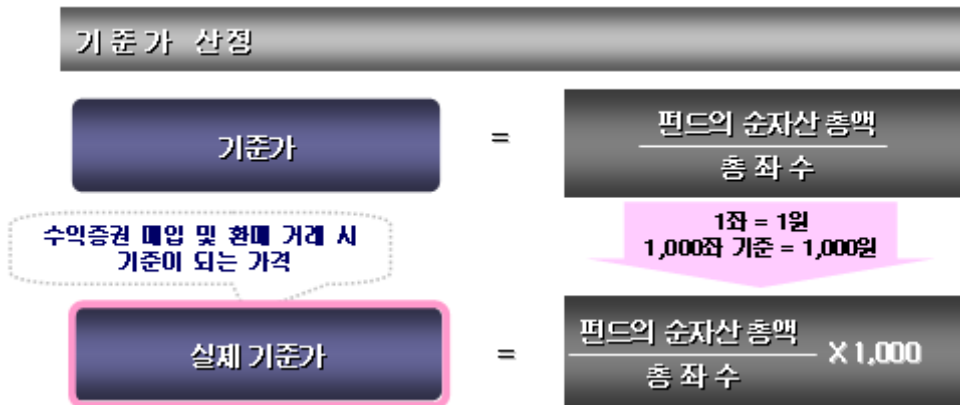 기준가 산정
기준가
=
펀드의 순자산 총액
총 좌 수
수익증권 매입 및 환매 거래 시
기준이 되는 가격
1좌 = 1원
1,000좌 기준 = 1,000원
실제 기준가
=
펀드의 순자산 총액
총 좌 수
X 1,000